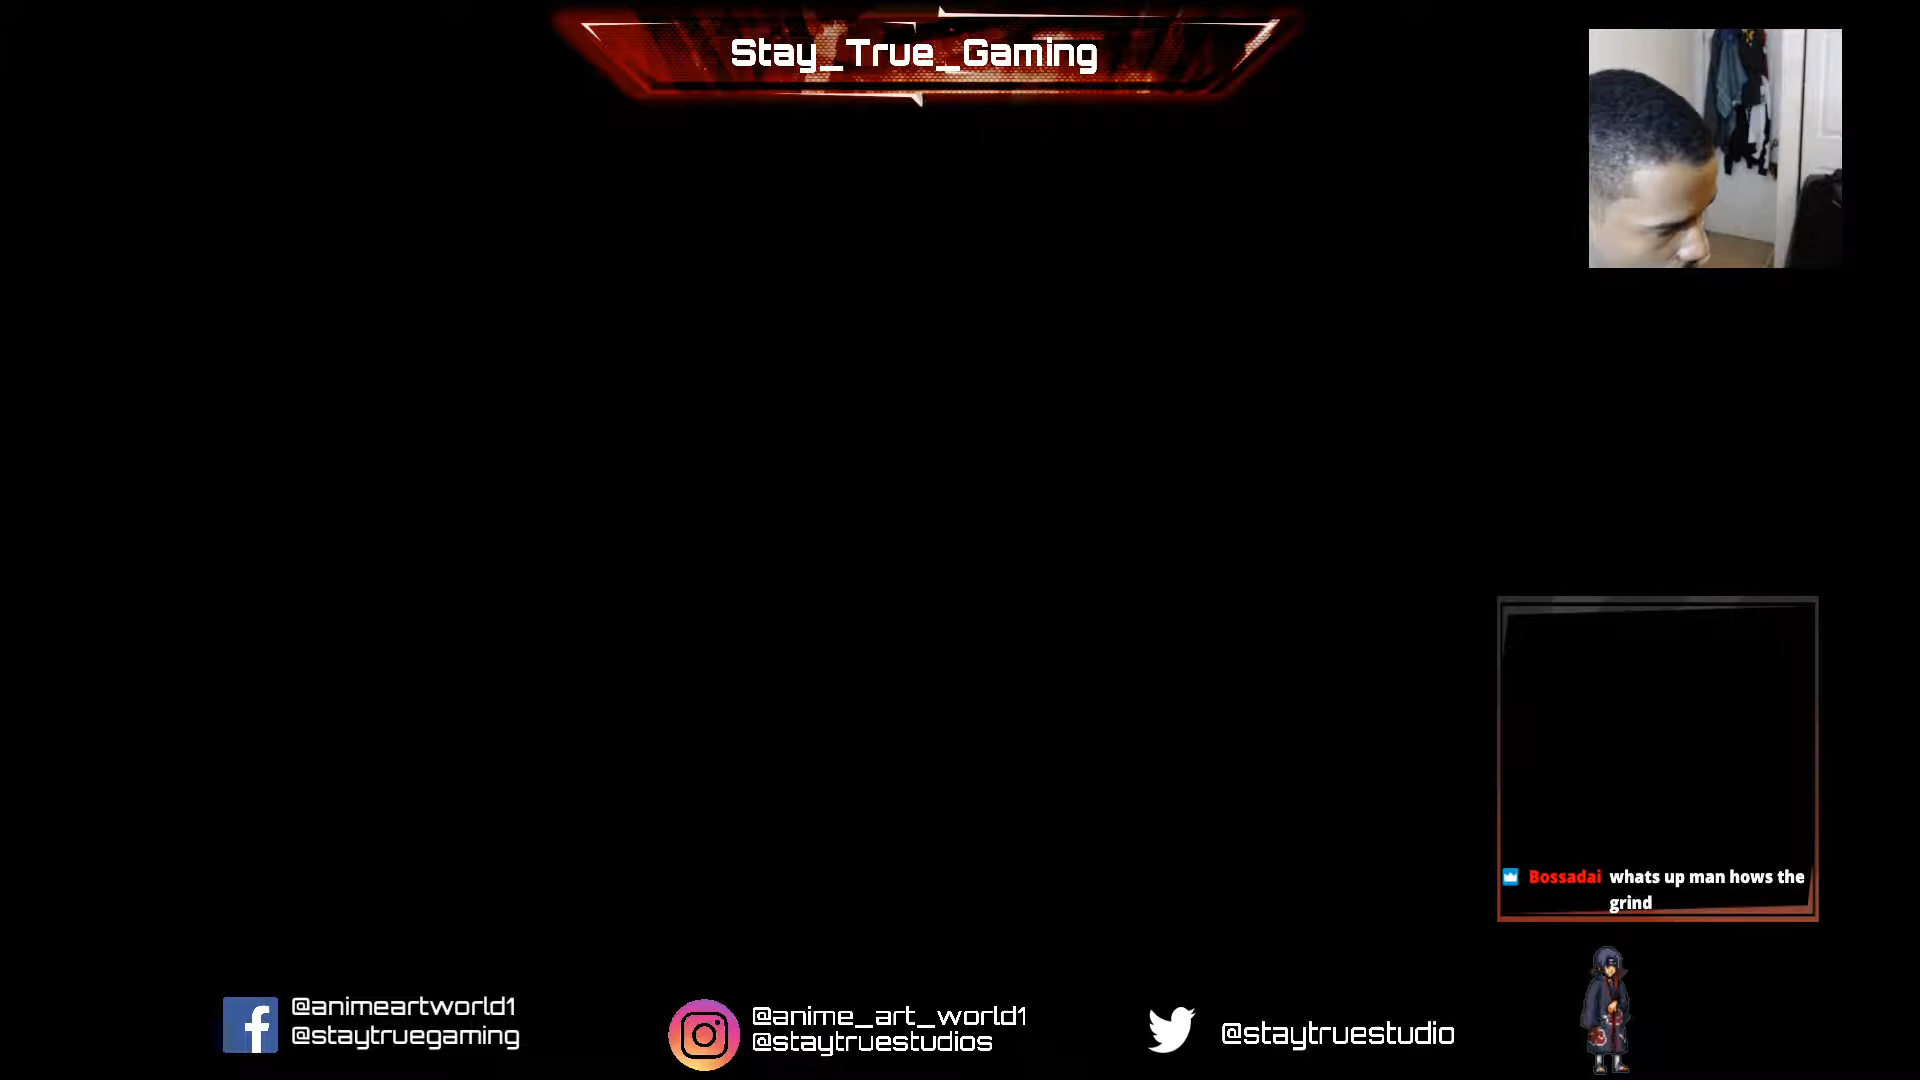 Stay_True_Gaming
Bossadai whats up man hows the
grind
@animeartworld1
@staytruegaming
@anime_art_world1
@staytruestudios
@staytruestudio